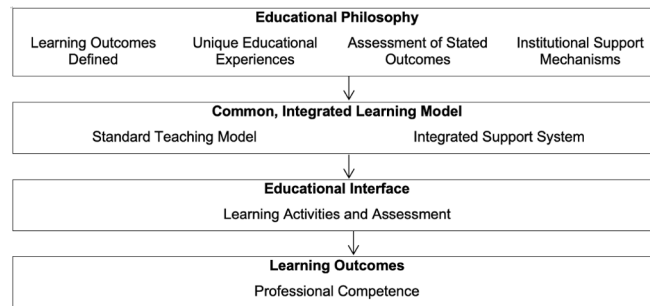 Educational Philosophy
Learning Outcomes Unique Educational Assessment of Stated Institutional Support
Defined Experiences Outcomes Mechanisms
Common, Integrated Learning Model
Standard Teaching Model Integrated Support System
Educational Interface
Learning Activities and Assessment
Learning Outcomes
Professional Competence